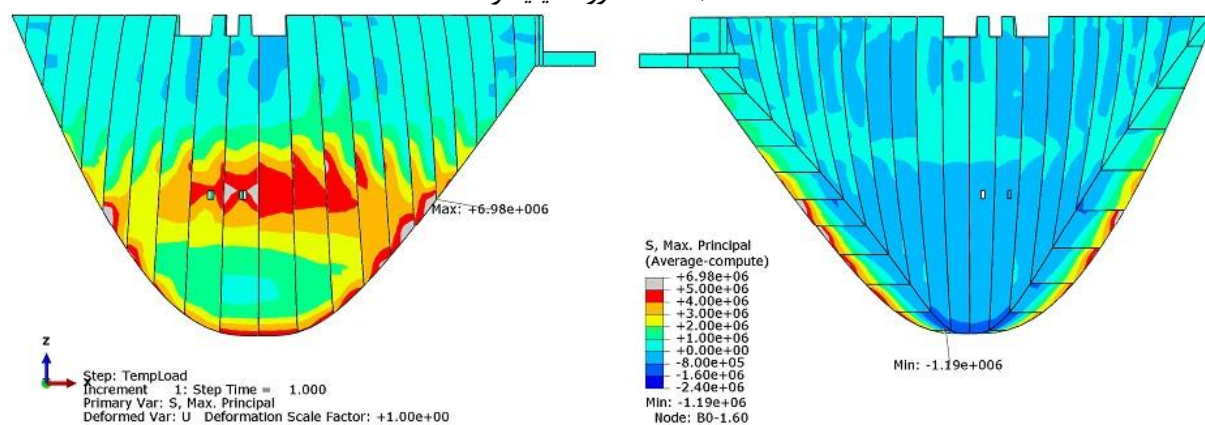 Max: +6.98e+006
z
x
Step: TempLoad
Increment 1: Step Time = 1.000
Primary Var: S, Max. Principal
Deformed Var: U Deformation Scale Factor: +1.00e+00
S, Max. Principal
(Average-compute)
+6.98e+06
+5.00e+06
+4.00e+06
+3.00e+06
+2.00e+06
+1.00e+06
+0.00e+00
-8.00e+05
-1.60e+06
-2.40e+06
Min: -1.19e+06
Node: B0-1.60
Min: -1.19e+006